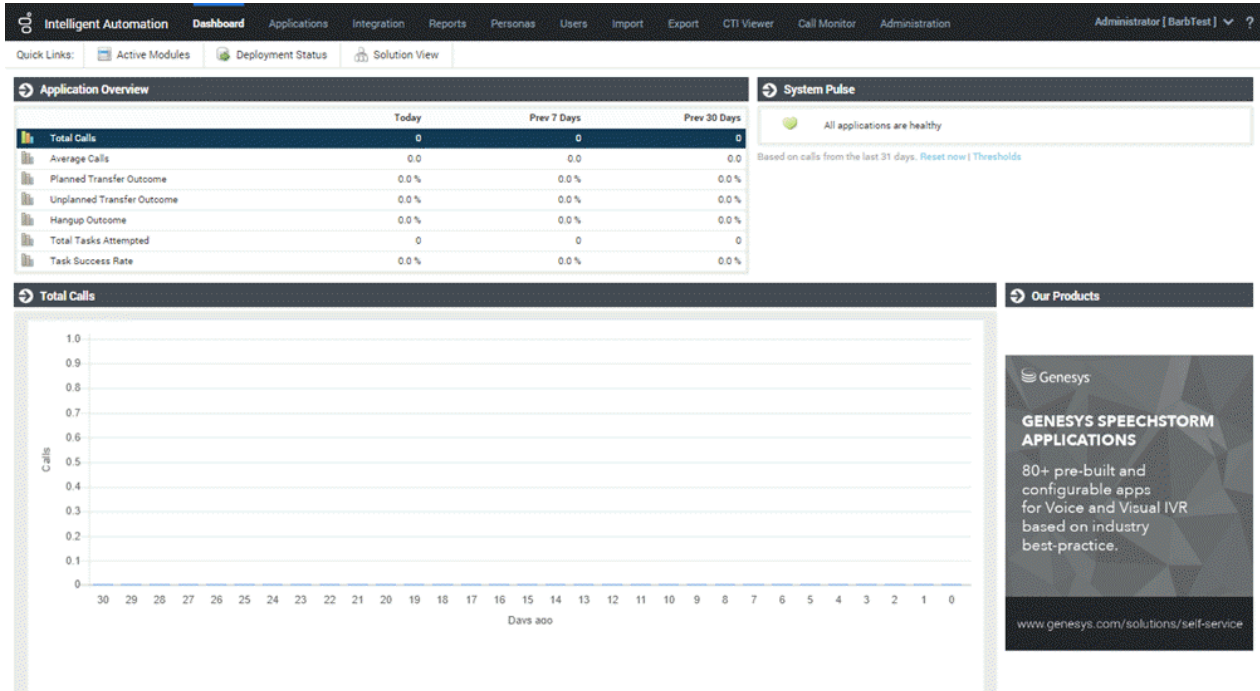 Intelligent Automation Dashboard Applications Integration Reports Personas Users Import Export CTI Viewer Call Monitor Administration Administrator [ BarbTest ] ?
Quick Links: Active Modules Deployment Status Solution View
Application Overview
Today Prev 7 Days Prev 30 Days
Total Calls 0 0 0
Average Calls 0.0 0.0 0.0
Planned Transfer Outcome 0.0 % 0.0 % 0.0 %
Unplanned Transfer Outcome 0.0 % 0.0 % 0.0 %
Hangup Outcome 0.0 % 0.0 % 0.0 %
Total Tasks Attempted 0 0 0
Task Success Rate 0.0 % 0.0 % 0.0 %
System Pulse
All applications are healthy
Based on calls from the last 31 days. Reset now | Thresholds
Total Calls
1.0
0.9
0.8
0.7
0.6
0.5
0.4
0.3
0.2
0.1
0
Calls
30 29 28 27 26 25 24 23 22 21 20 19 18 17 16 15 14 13 12 11 10 9 8 7 6 5 4 3 2 1 0
Days ago
Our Products
Genesys
GENESYS SPEECHSTORM
APPLICATIONS
80+ pre-built and
configurable apps
for Voice and Visual IVR
based on industry
best-practice.
www.genesys.com/solutions/self-service